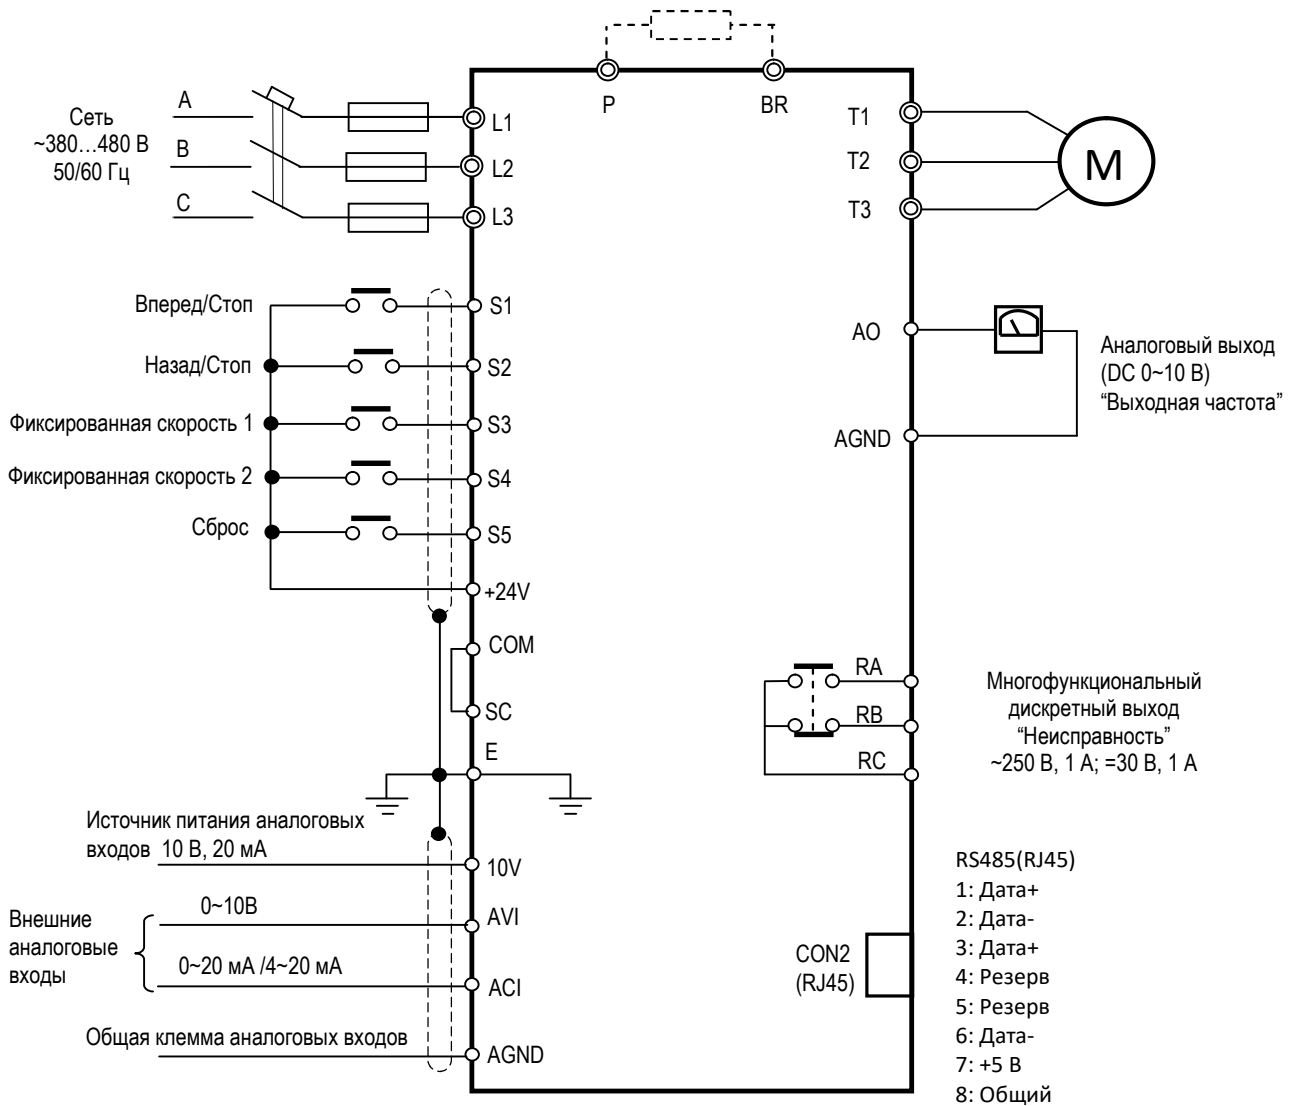 P
BR
Сеть
~380…480 В
50/60 Гц
A
B
C
L1
L2
L3
T1
T2
T3
M
Вперед/Стоп
S1
Назад/Стоп
S2
Фиксированная скорость 1
S3
Фиксированная скорость 2
S4
Сброс
S5
+24V
COM
SC
E
AO
AGND
Аналоговый выход
(DC 0~10 В)
“Выходная частота”
RA
RB
RC
Многофункциональный
дискретный выход
“Неисправность”
~250 В, 1 А; =30 В, 1 А
Источник питания аналоговых
входов 10 В, 20 мА
10V
Внешние
аналоговые
входы
0~10В
AVI
0~20 мА /4~20 мА
ACI
Общая клемма аналоговых входов
AGND
CON2
(RJ45)
RS485(RJ45)
1: Дата+
2: Дата-
3: Дата+
4: Резерв
5: Резерв
6: Дата-
7: +5 В
8: Общий